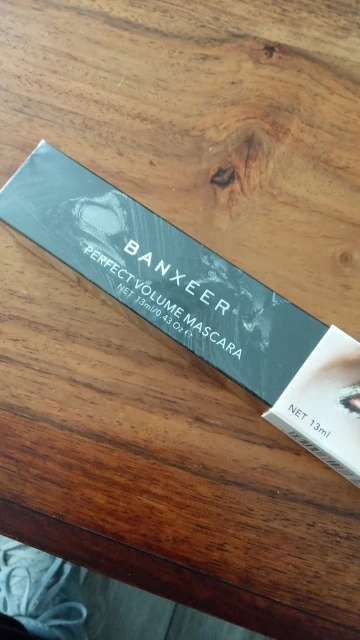 BANXEER
PERFECT VOLUME MASCARA
NET 13ml/0.43 Oz e
NET 13ml